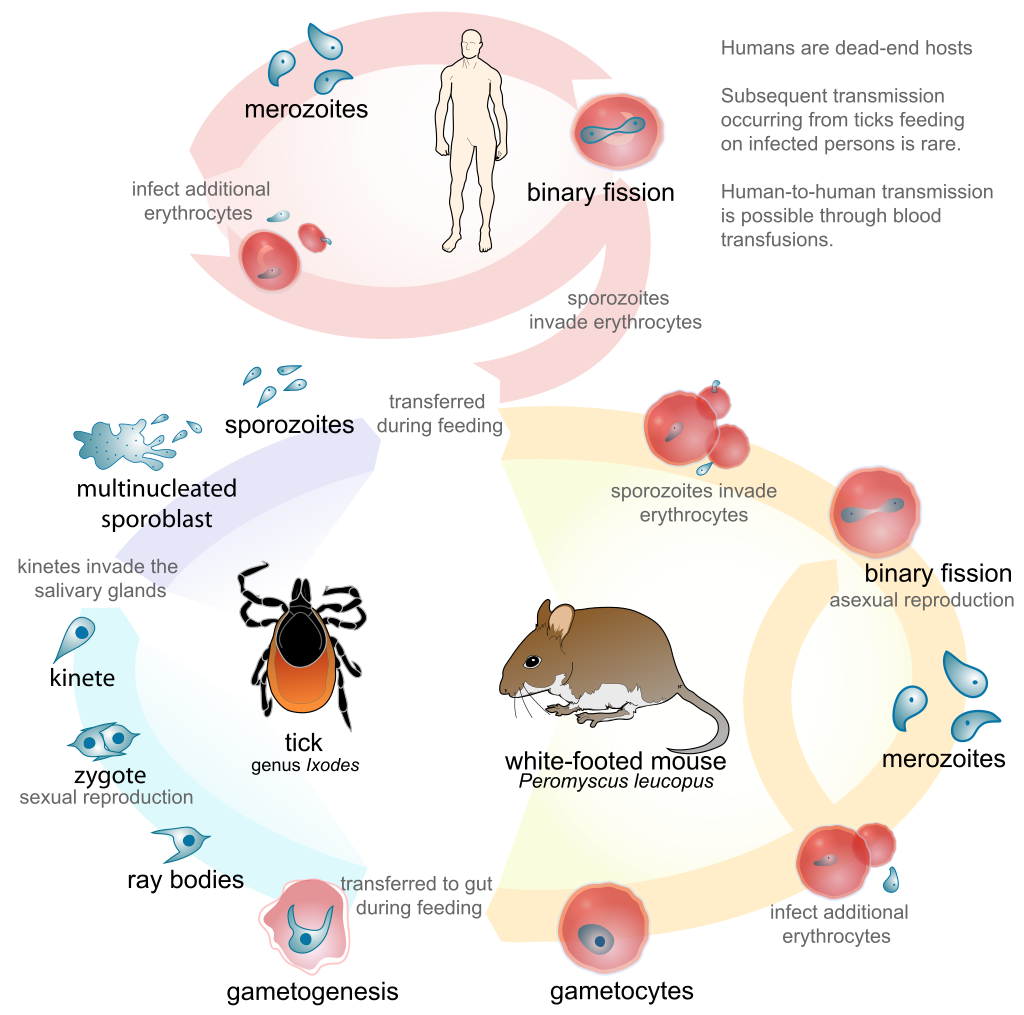 Humans are dead-end hosts
Subsequent transmission
occurring from ticks feeding
on infected persons is rare.
Human-to-human transmission
is possible through blood
transfusions.
merozoites
binary fission
infect additional
erythrocytes
sporozoites
invade erythrocytes
transferred
during feeding
sporozoites
multinucleated
sporoblast
kinetes invade the
salivary glands
kinete
zygote
sexual reproduction
ray bodies
gametogenesis
transferred to gut
during feeding
gametocytes
infect additional
erythrocytes
merozoites
binary fission
asexual reproduction
sporozoites invade
erythrocytes
tick
genus Ixodes
white-footed mouse
Peromyscus leucopus